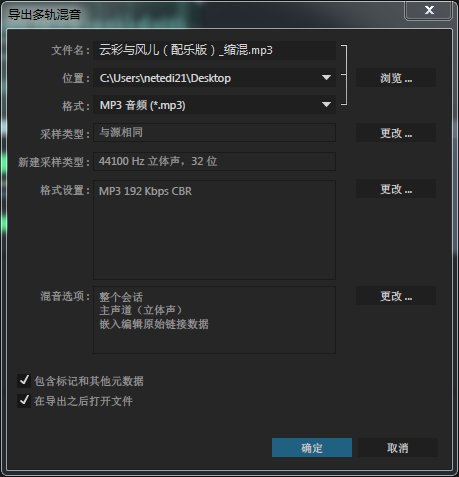 导出多轨混音
文件名： 云彩与风儿（配乐版）_缩混.mp3
位置： C:\Users\netedi21\Desktop 浏览 ...
格式： MP3 音频 (*.mp3)
采样类型： 与源相同 更改 ...
新建采样类型： 44100 Hz 立体声，32 位
格式设置： MP3 192 Kbps CBR 更改 ...
混音选项： 整个会话 更改 ...
主声道（立体声）
嵌入编辑原始链接数据
包含标记和其他元数据
在导出之后打开文件
确定 取消